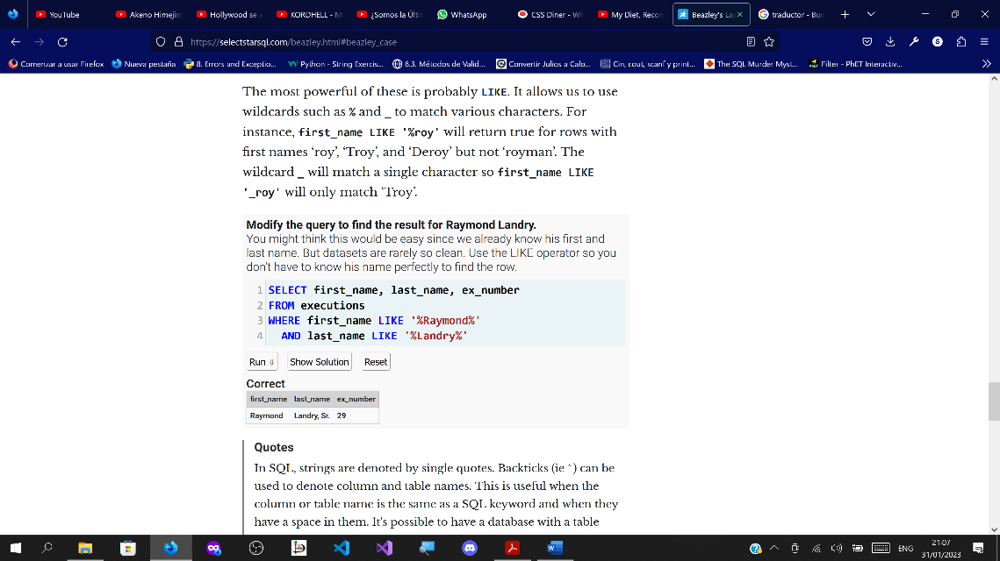 YouTube
Akeno Himejim
Hollywood se a
KORDHELL - M
¿Somos la Últi
WhatsApp
CSS Diner - Wh
My Diet, Recon
Beazley's Las
traductor - Bus
https://selectstarsql.com/beazley.html#beazley_case
Comenzar a usar Firefox
Nueva pestaña
8. Errors and Exceptio...
Python - String Exercis...
6.3. Métodos de Valid...
Convertir Julios a Calo...
Cin, cout, scanf y print...
The SQL Murder Myst...
Filter - PhET Interactiv...
The most powerful of these is probably LIKE. It allows us to use
wildcards such as % and _ to match various characters. For
instance, first_name LIKE '%roy' will return true for rows with
first names ‘roy’, ‘Troy’, and ‘Deroy’ but not ‘royman’. The
wildcard _ will match a single character so first_name LIKE
'_roy' will only match ‘Troy’.
Modify the query to find the result for Raymond Landry.
You might think this would be easy since we already know his first and
last name. But datasets are rarely so clean. Use the LIKE operator so you
don't have to know his name perfectly to find the row.
1 SELECT first_name, last_name, ex_number
2 FROM executions
3 WHERE first_name LIKE '%Raymond%'
4 AND last_name LIKE '%Landry%'
Run ⇩ Show Solution Reset
Correct
first_name last_name ex_number
Raymond Landry, Sr. 29
Quotes
In SQL, strings are denoted by single quotes. Backticks (ie `) can be
used to denote column and table names. This is useful when the
column or table name is the same as a SQL keyword and when they
have a space in them. It's possible to have a database with a table
ENG
21:07
31/01/2023